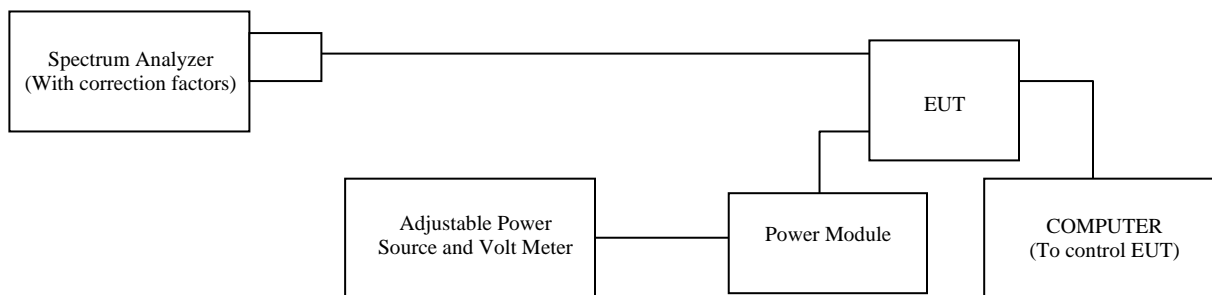 Spectrum Analyzer
(With correction factors)
EUT
Adjustable Power
Source and Volt Meter
Power Module
COMPUTER
(To control EUT)